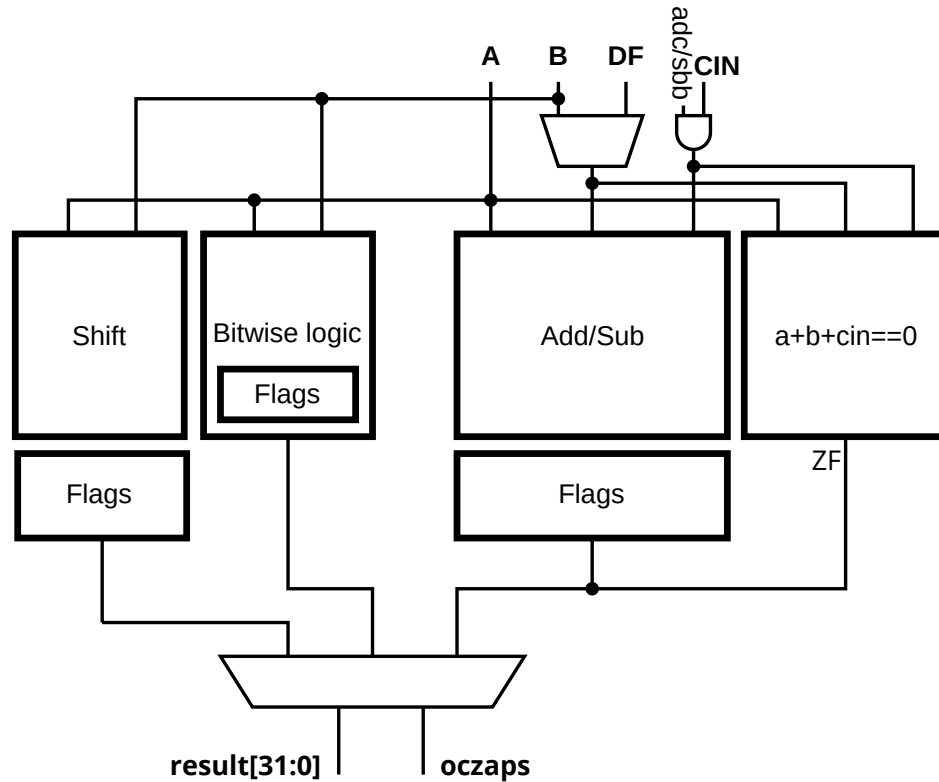 A
B
DF
adc/sbb
CIN
Shift
Bitwise logic
Flags
Add/Sub
a+b+cin==0
Flags
Flags
ZF
result[31:0]
oczaps